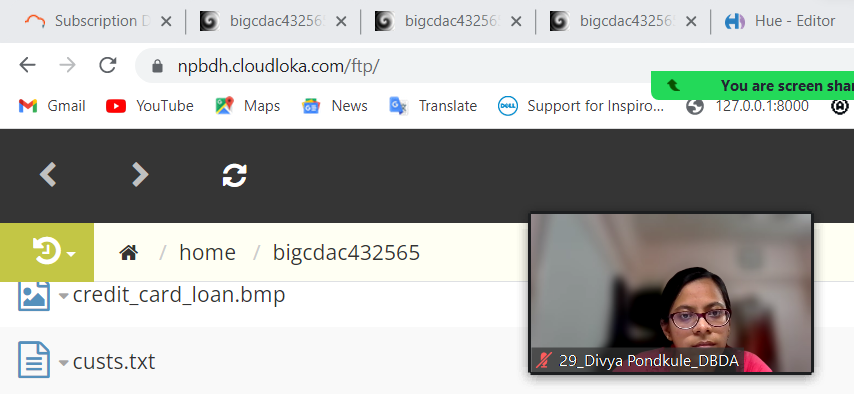 Subscription D
bigcdac43256
bigcdac43256
bigcdac43256
Hue - Editor
npbdh.cloudloka.com/ftp/
You are screen shar
Gmail
YouTube
Maps
News
Translate
DELL
Support for Inspiro...
127.0.0.1:8000
/ home / bigcdac432565
credit_card_loan.bmp
custs.txt
29_Divya Pondkule_DBDA